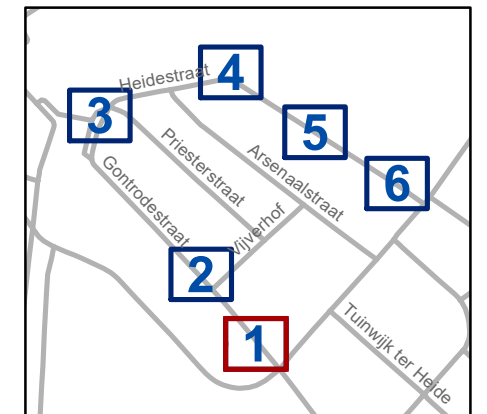 4
Heidestraat
3
5
Priesterstraat
Arsenaalstraat
6
Gontrodestraat
Vijverhof
2
1
Tuinwijk ter Heide